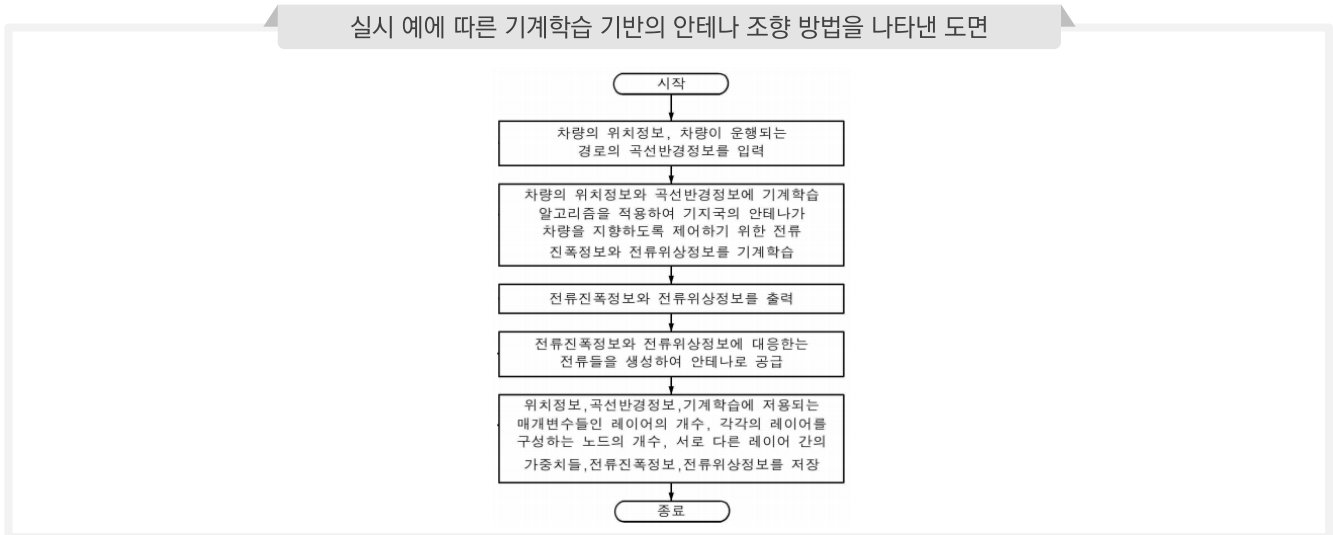 실시 예에 따른 기계학습 기반의 안테나 조향 방법을 나타낸 도면
시작
차량의 위치정보, 차량이 운행되는
경로의 곡선반경정보를 입력
차량의 위치정보와 곡선반경정보에 기계학습
알고리즘을 적용하여 기지국의 안테나가
차량을 지향하도록 제어하기 위한 전류
진폭정보와 전류위상정보를 기계학습
전류진폭정보와 전류위상정보를 출력
전류진폭정보와 전류위상정보에 대응한는
전류들을 생성하여 안테나로 공급
위치정보,곡선반경정보,기계학습에 저용되는
매개변수들인 레이어의 개수, 각각의 레이어를
구성하는 노드의 개수, 서로 다른 레이어 간의
가중치들,전류진폭정보,전류위상정보를 저장
종료